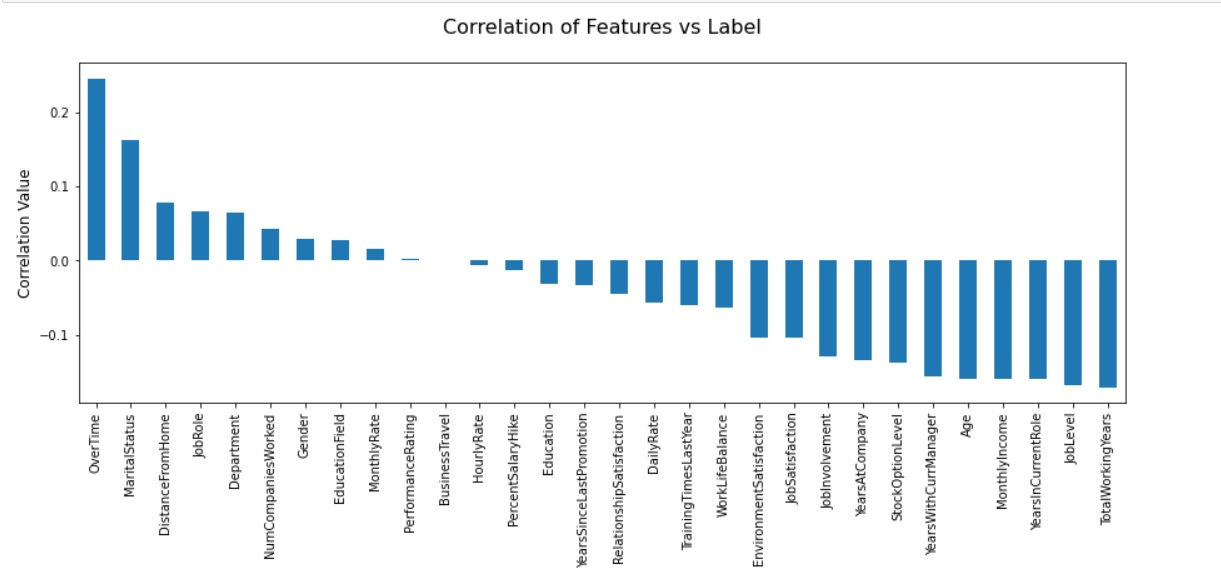 Correlation of Features vs Label
Correlation Value
0.2
0.1
0.0
−0.1
OverTime
MaritalStatus
DistanceFromHome
JobRole
Department
NumCompaniesWorked
Gender
EducationField
MonthlyRate
PerformanceRating
BusinessTravel
HourlyRate
PercentSalaryHike
Education
YearsSinceLastPromotion
RelationshipSatisfaction
DailyRate
TrainingTimesLastYear
WorkLifeBalance
EnvironmentSatisfaction
JobSatisfaction
JobInvolvement
YearsAtCompany
StockOptionLevel
YearsWithCurrManager
Age
MonthlyIncome
YearsInCurrentRole
JobLevel
TotalWorkingYears